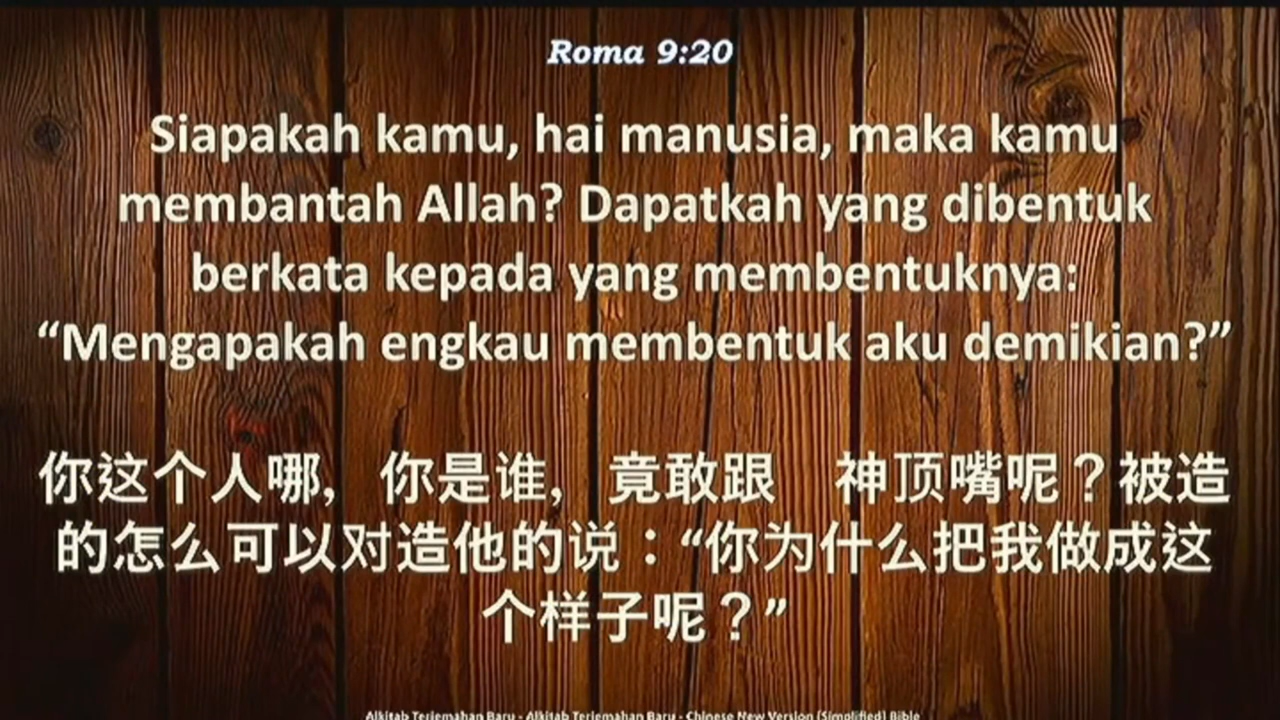 Roma 9:20
Siapakah kamu, hai manusia, maka kamu
membantah Allah? Dapatkah yang dibentuk
berkata kepada yang membentuknya:
“Mengapakah engkau membentuk aku demikian?”
你这个人哪, 你是谁, 竟敢跟　神顶嘴呢？被造
的怎么可以对造他的说：“你为什么把我做成这
个样子呢？”
Alkitab Terjemahan Baru - Alkitab Terjemahan Baru - Chinese New Version (Simplified) Bible